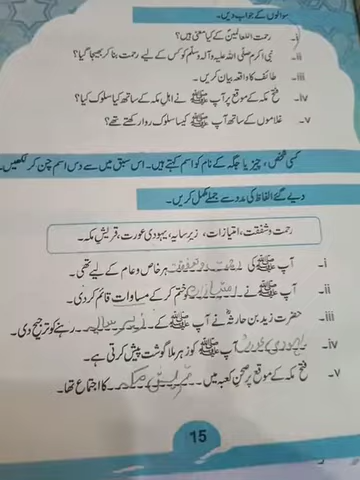 سوالوں کے جواب دیں۔
i۔ رحمت اللعالمینؐ کے کیا معنی ہیں؟
ii۔ نبی اکرم صلی اللہ علیہ وآلہ وسلم کو کس کے لیے رحمت بنا کر بھیجا گیا؟
iii۔ طائف کا واقعہ بیان کریں۔
iv۔ فتح مکہ کے موقع پر آپ ﷺ نے اہلِ مکہ کے ساتھ کیا سلوک کیا؟
v۔ غلاموں کے ساتھ آپ ﷺ کیسا سلوک روا رکھتے تھے؟
کسی شخص، چیز یا جگہ کے نام کو اسم کہتے ہیں۔ اس سبق میں سے دس اسم چن کر لکھیں۔
دیے گئے الفاظ کی مدد سے جملے مکمل کریں۔
رحمت و شفقت، امتیازات، زیرِ سایہ، یہودی عورت، قریشِ مکہ۔
i۔ آپ ﷺ کی رحمت و شفقت ہر خاص و عام کے لیے تھی۔
ii۔ آپ ﷺ نے امتیازات کو ختم کر کے مساوات قائم کر دی۔
iii۔ حضرت زید بن حارثہؓ نے آپ ﷺ کے زیر سایہ رہنے کو ترجیح دی۔
iv۔ یہودی عورت آپ ﷺ کو زہر ملا گوشت پیش کرتی ہے۔
v۔ فتح مکہ کے موقع پر صحنِ کعبہ میں قریش مکہ کا اجتماع تھا۔
15